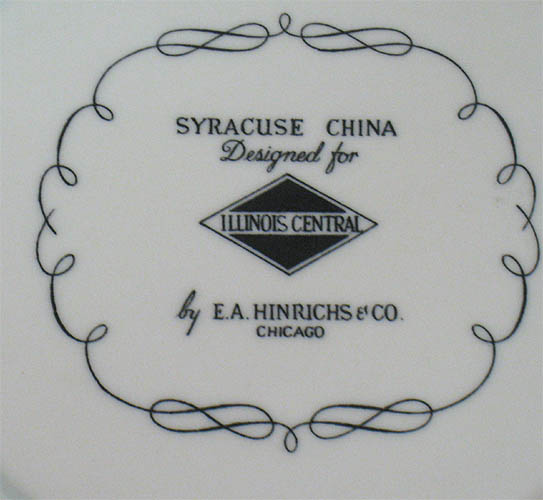 SYRACUSE CHINA
Designed for
ILLINOIS CENTRAL
by E.A. HINRICHS & CO.
CHICAGO